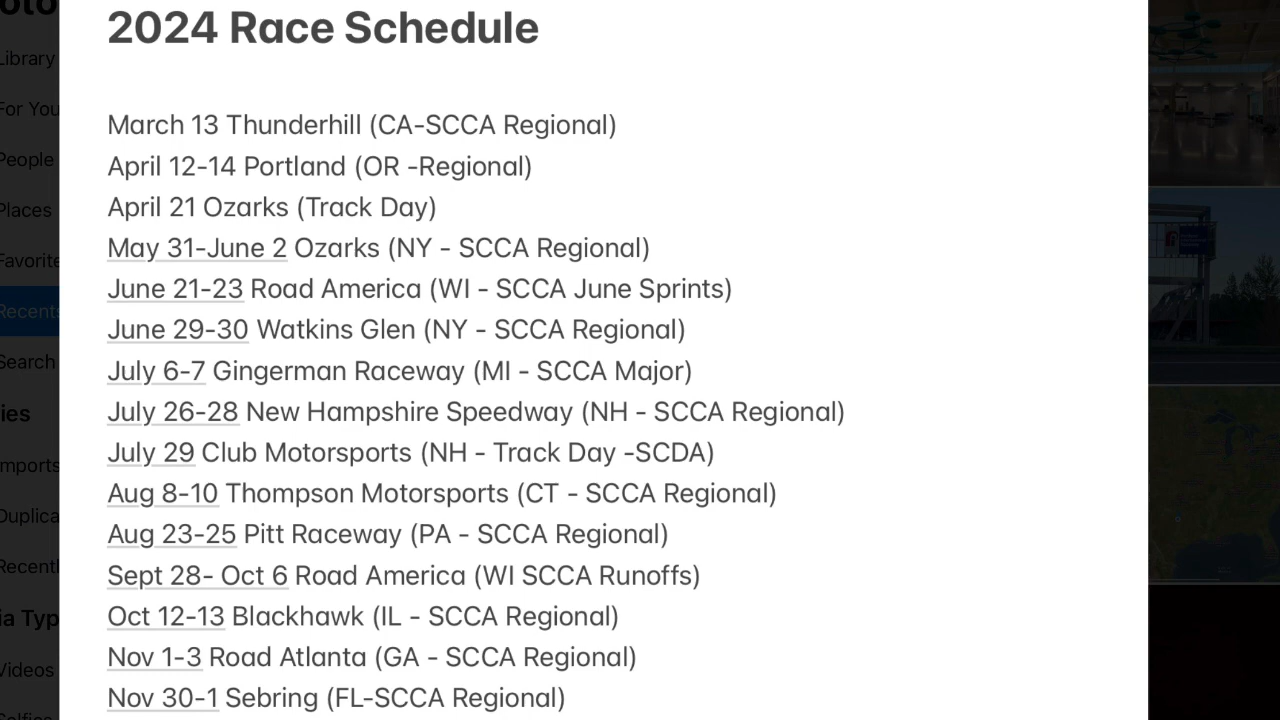 2024 Race Schedule
March 13 Thunderhill (CA-SCCA Regional)
April 12-14 Portland (OR -Regional)
April 21 Ozarks (Track Day)
May 31-June 2 Ozarks (NY - SCCA Regional)
June 21-23 Road America (WI - SCCA June Sprints)
June 29-30 Watkins Glen (NY - SCCA Regional)
July 6-7 Gingerman Raceway (MI - SCCA Major)
July 26-28 New Hampshire Speedway (NH - SCCA Regional)
July 29 Club Motorsports (NH - Track Day -SCDA)
Aug 8-10 Thompson Motorsports (CT - SCCA Regional)
Aug 23-25 Pitt Raceway (PA - SCCA Regional)
Sept 28- Oct 6 Road America (WI SCCA Runoffs)
Oct 12-13 Blackhawk (IL - SCCA Regional)
Nov 1-3 Road Atlanta (GA - SCCA Regional)
Nov 30-1 Sebring (FL-SCCA Regional)
Library
For You
People
Places
Favorite
Recents
Search
ies
mports
Duplica
Recentl
ia Typ
Videos